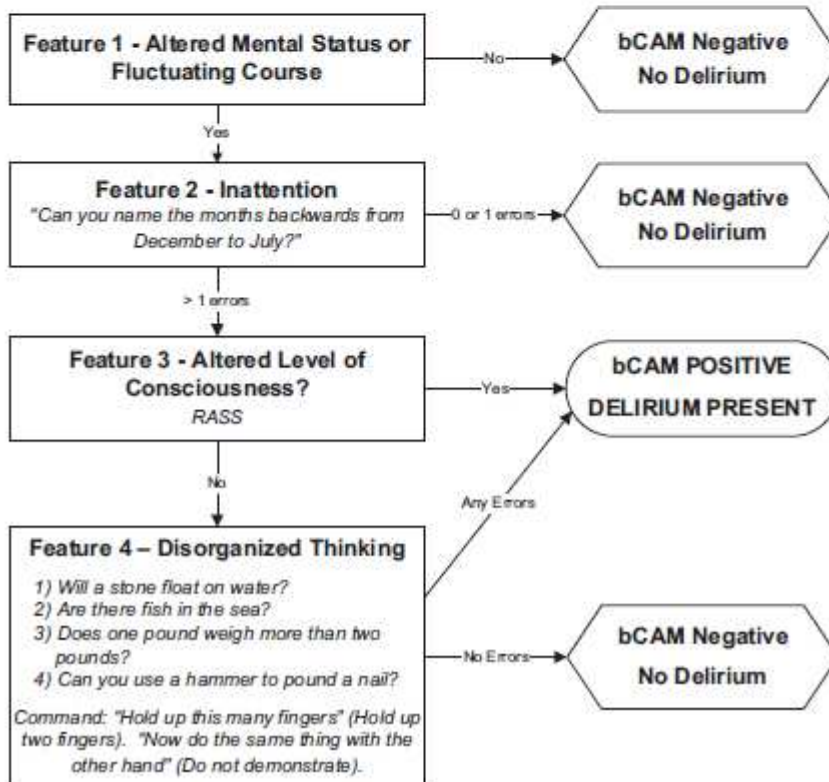 Feature 1 - Altered Mental Status or
Fluctuating Course
No
bCAM Negative
No Delirium
Yes
Feature 2 - Inattention
"Can you name the months backwards from
December to July?"
0 or 1 errors
bCAM Negative
No Delirium
> 1 errors
Feature 3 - Altered Level of
Consciousness?
RASS
Yes
bCAM POSITIVE
DELIRIUM PRESENT
No
Any Errors
Feature 4 – Disorganized Thinking
1) Will a stone float on water?
2) Are there fish in the sea?
3) Does one pound weigh more than two
pounds?
4) Can you use a hammer to pound a nail?
Command: "Hold up this many fingers" (Hold up
two fingers). "Now do the same thing with the
other hand" (Do not demonstrate).
No Errors
bCAM Negative
No Delirium